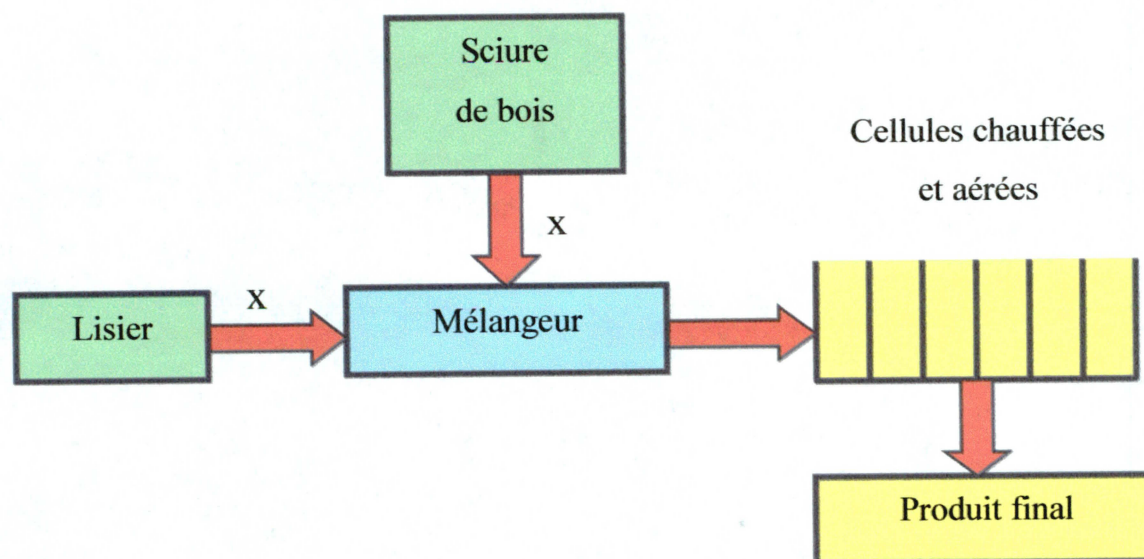 Sciure
de bois
Cellules chauffées
et aérées
x
x
Lisier
Mélangeur
Produit final